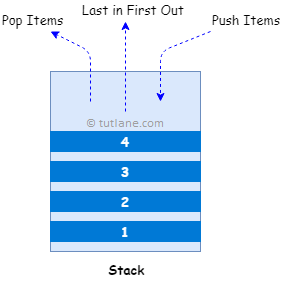 Last in First Out
Pop Items
Push Items
© tutlane.com
4
3
2
1
Stack